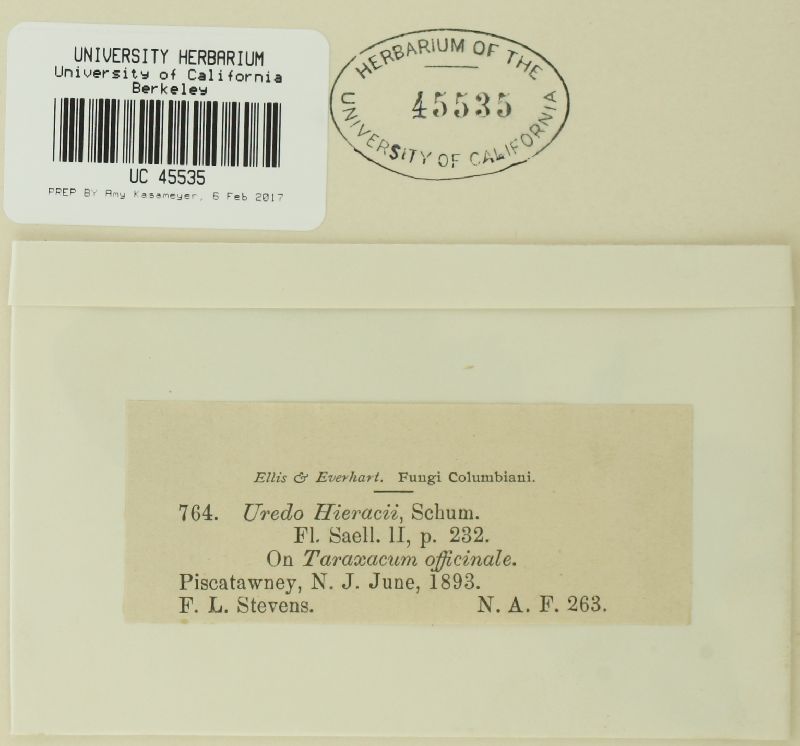 UNIVERSITY HERBARIUM
University of California
Berkeley
UC 45535
PREP BY Amy Kasameyer, 6 Feb 2017
HERBARIUM OF THE
45535
UNIVERSITY OF CALIFORNIA
Ellis & Everhart. Fungi Columbiani.
764. Uredo Hieracii, Schum.
Fl. Saell. II, p. 232.
On Taraxacum officinale.
Piscatawney, N. J. June, 1893.
F. L. Stevens. N. A. F. 263.